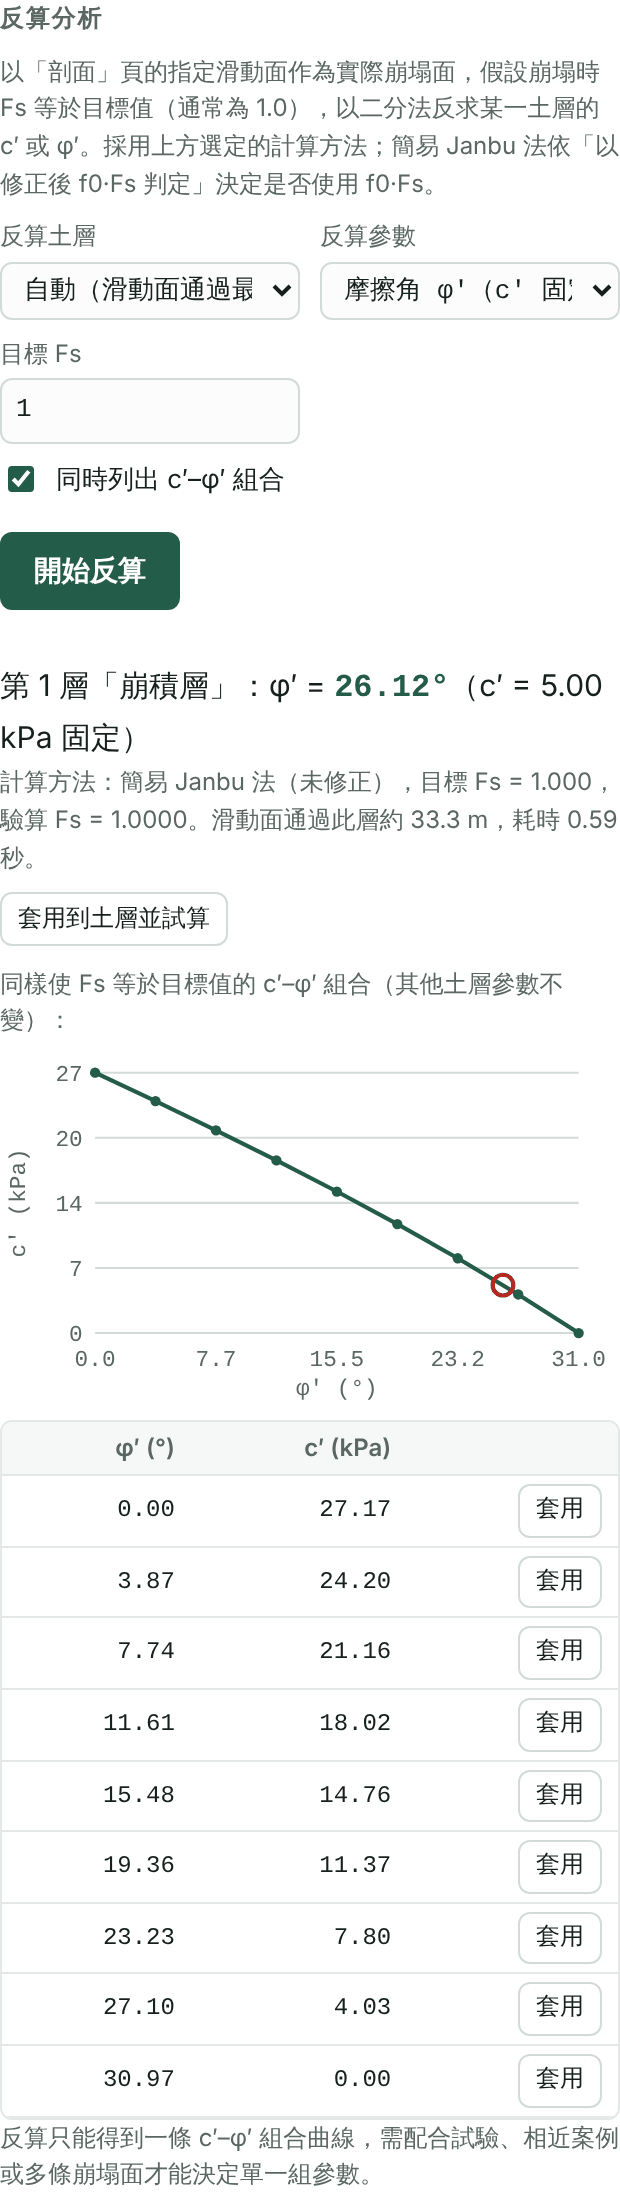 反算分析
以「剖面」頁的指定滑動面作為實際崩塌面，假設崩塌時
Fs 等於目標值（通常為 1.0），以二分法反求某一土層的
c′ 或 φ′。採用上方選定的計算方法；簡易 Janbu 法依「以
修正後 f0·Fs 判定」決定是否使用 f0·Fs。
反算土層 反算參數
自動（滑動面通過最 摩擦角 φ'（c' 固
目標 Fs
1
同時列出 c′–φ′ 組合
開始反算
第 1 層「崩積層」：φ′ = 26.12°（c′ = 5.00
kPa 固定）
計算方法：簡易 Janbu 法（未修正），目標 Fs = 1.000，
驗算 Fs = 1.0000。滑動面通過此層約 33.3 m，耗時 0.59
秒。
套用到土層並試算
同樣使 Fs 等於目標值的 c′–φ′ 組合（其他土層參數不
變）：
27
20
14
7
0
c' (kPa)
0.0 7.7 15.5 23.2 31.0
φ' (°)
φ′ (°) c′ (kPa)
0.00 27.17 套用
3.87 24.20 套用
7.74 21.16 套用
11.61 18.02 套用
15.48 14.76 套用
19.36 11.37 套用
23.23 7.80 套用
27.10 4.03 套用
30.97 0.00 套用
反算只能得到一條 c′–φ′ 組合曲線，需配合試驗、相近案例
或多條崩塌面才能決定單一組參數。